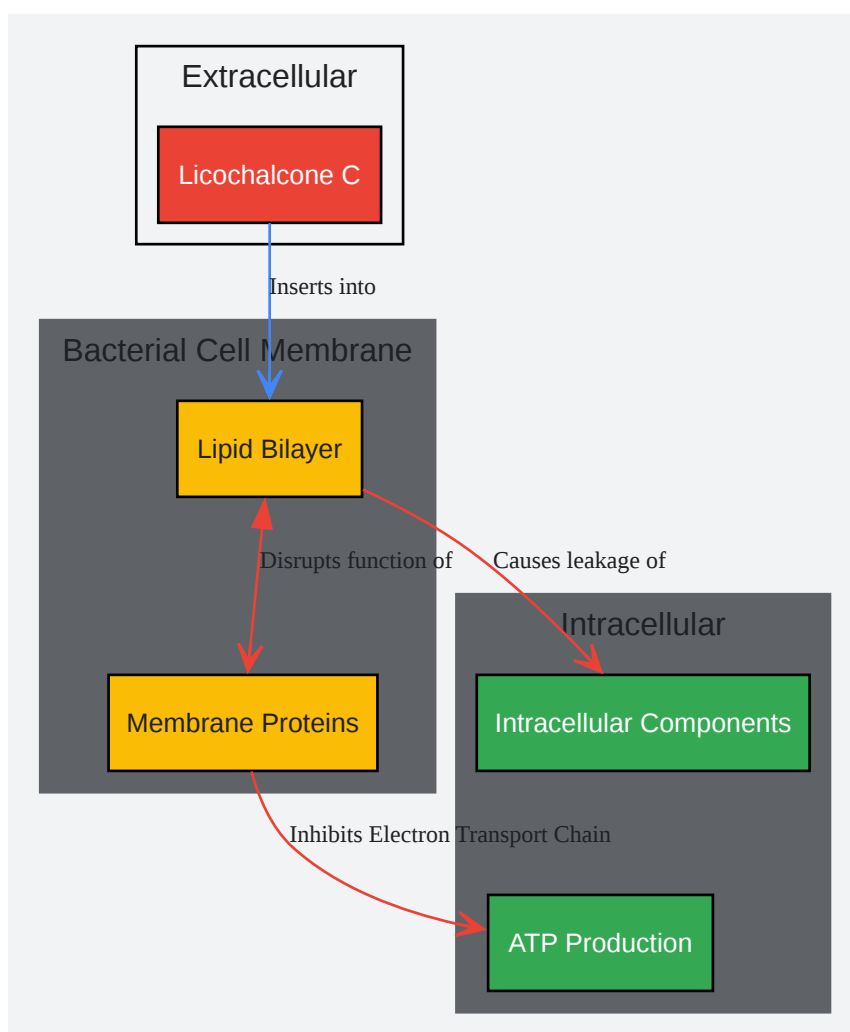 Extracellular
Licochalcone C
Inserts into
Bacterial Cell Membrane
Lipid Bilayer
Disrupts function of
Causes leakage of
Intracellular
Membrane Proteins
Intracellular Components
Inhibits Electron Transport Chain
ATP Production